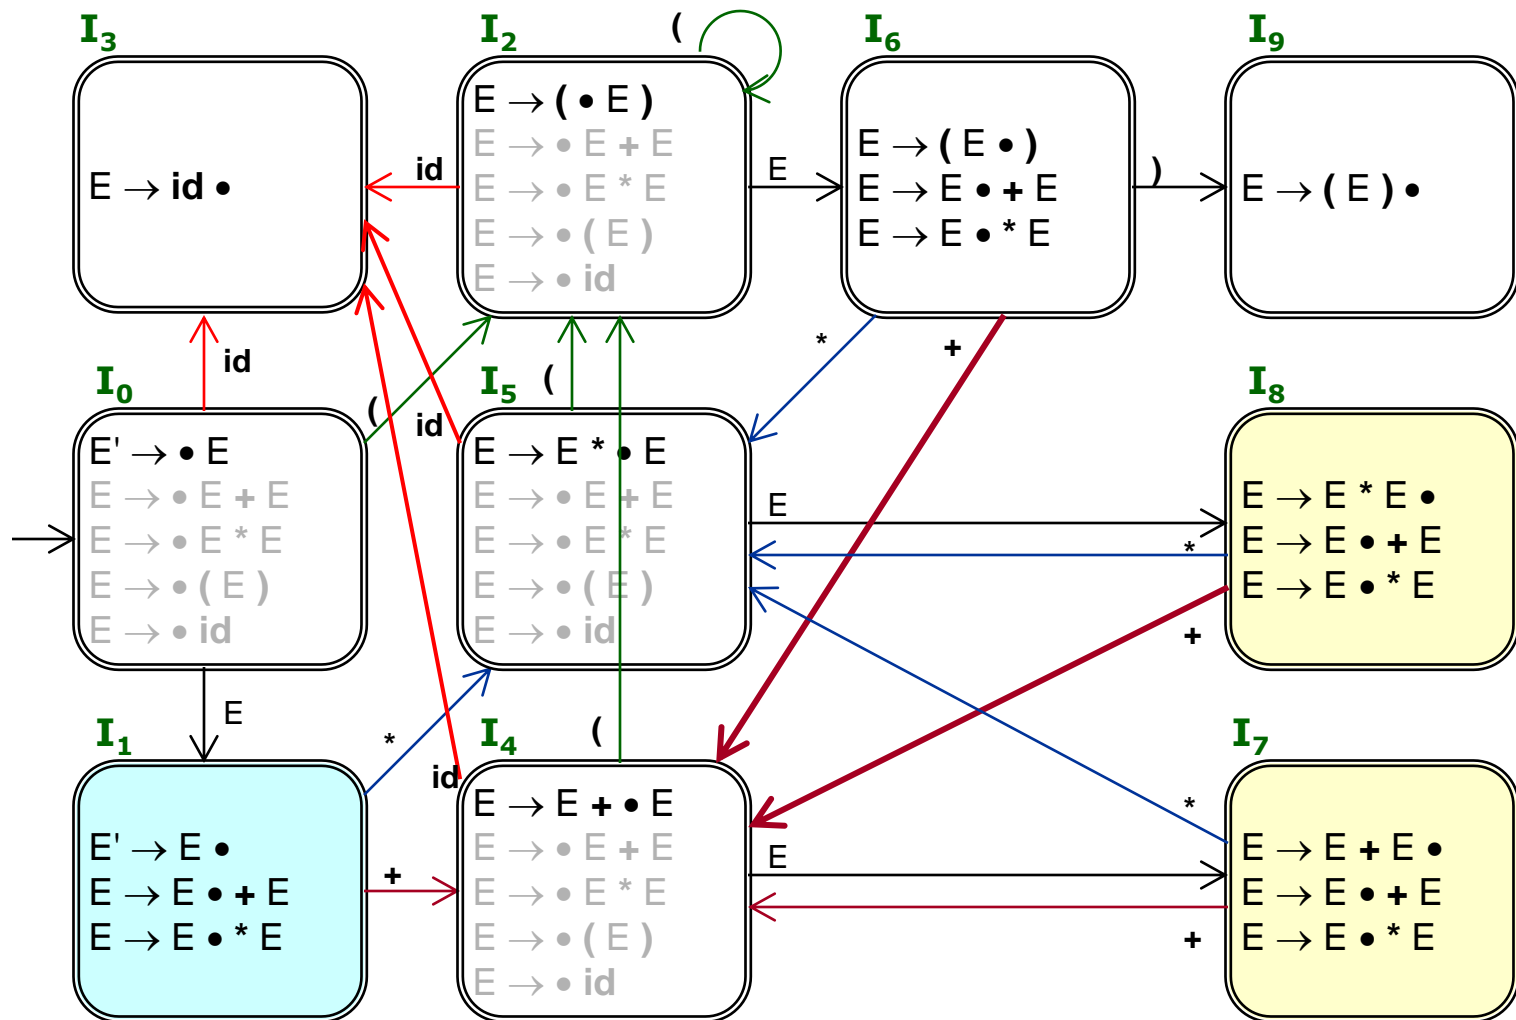 I3
E → id •
I2
E → ( • E )
E → • E + E
E → • E * E
E → • ( E )
E → • id
(
I6
E → ( E • )
E → E • + E
E → E • * E
I9
E → ( E ) •
id
E
)
id
(
id
(
*
+
I0
E' → • E
E → • E + E
E → • E * E
E → • ( E )
E → • id
I5
E → E * • E
E → • E + E
E → • E * E
E → • ( E )
E → • id
E
*
+
I8
E → E * E •
E → E • + E
E → E • * E
E
*
id
(
*
I1
E' → E •
E → E • + E
E → E • * E
+
I4
E → E + • E
E → • E + E
E → • E * E
E → • ( E )
E → • id
E
+
I7
E → E + E •
E → E • + E
E → E • * E